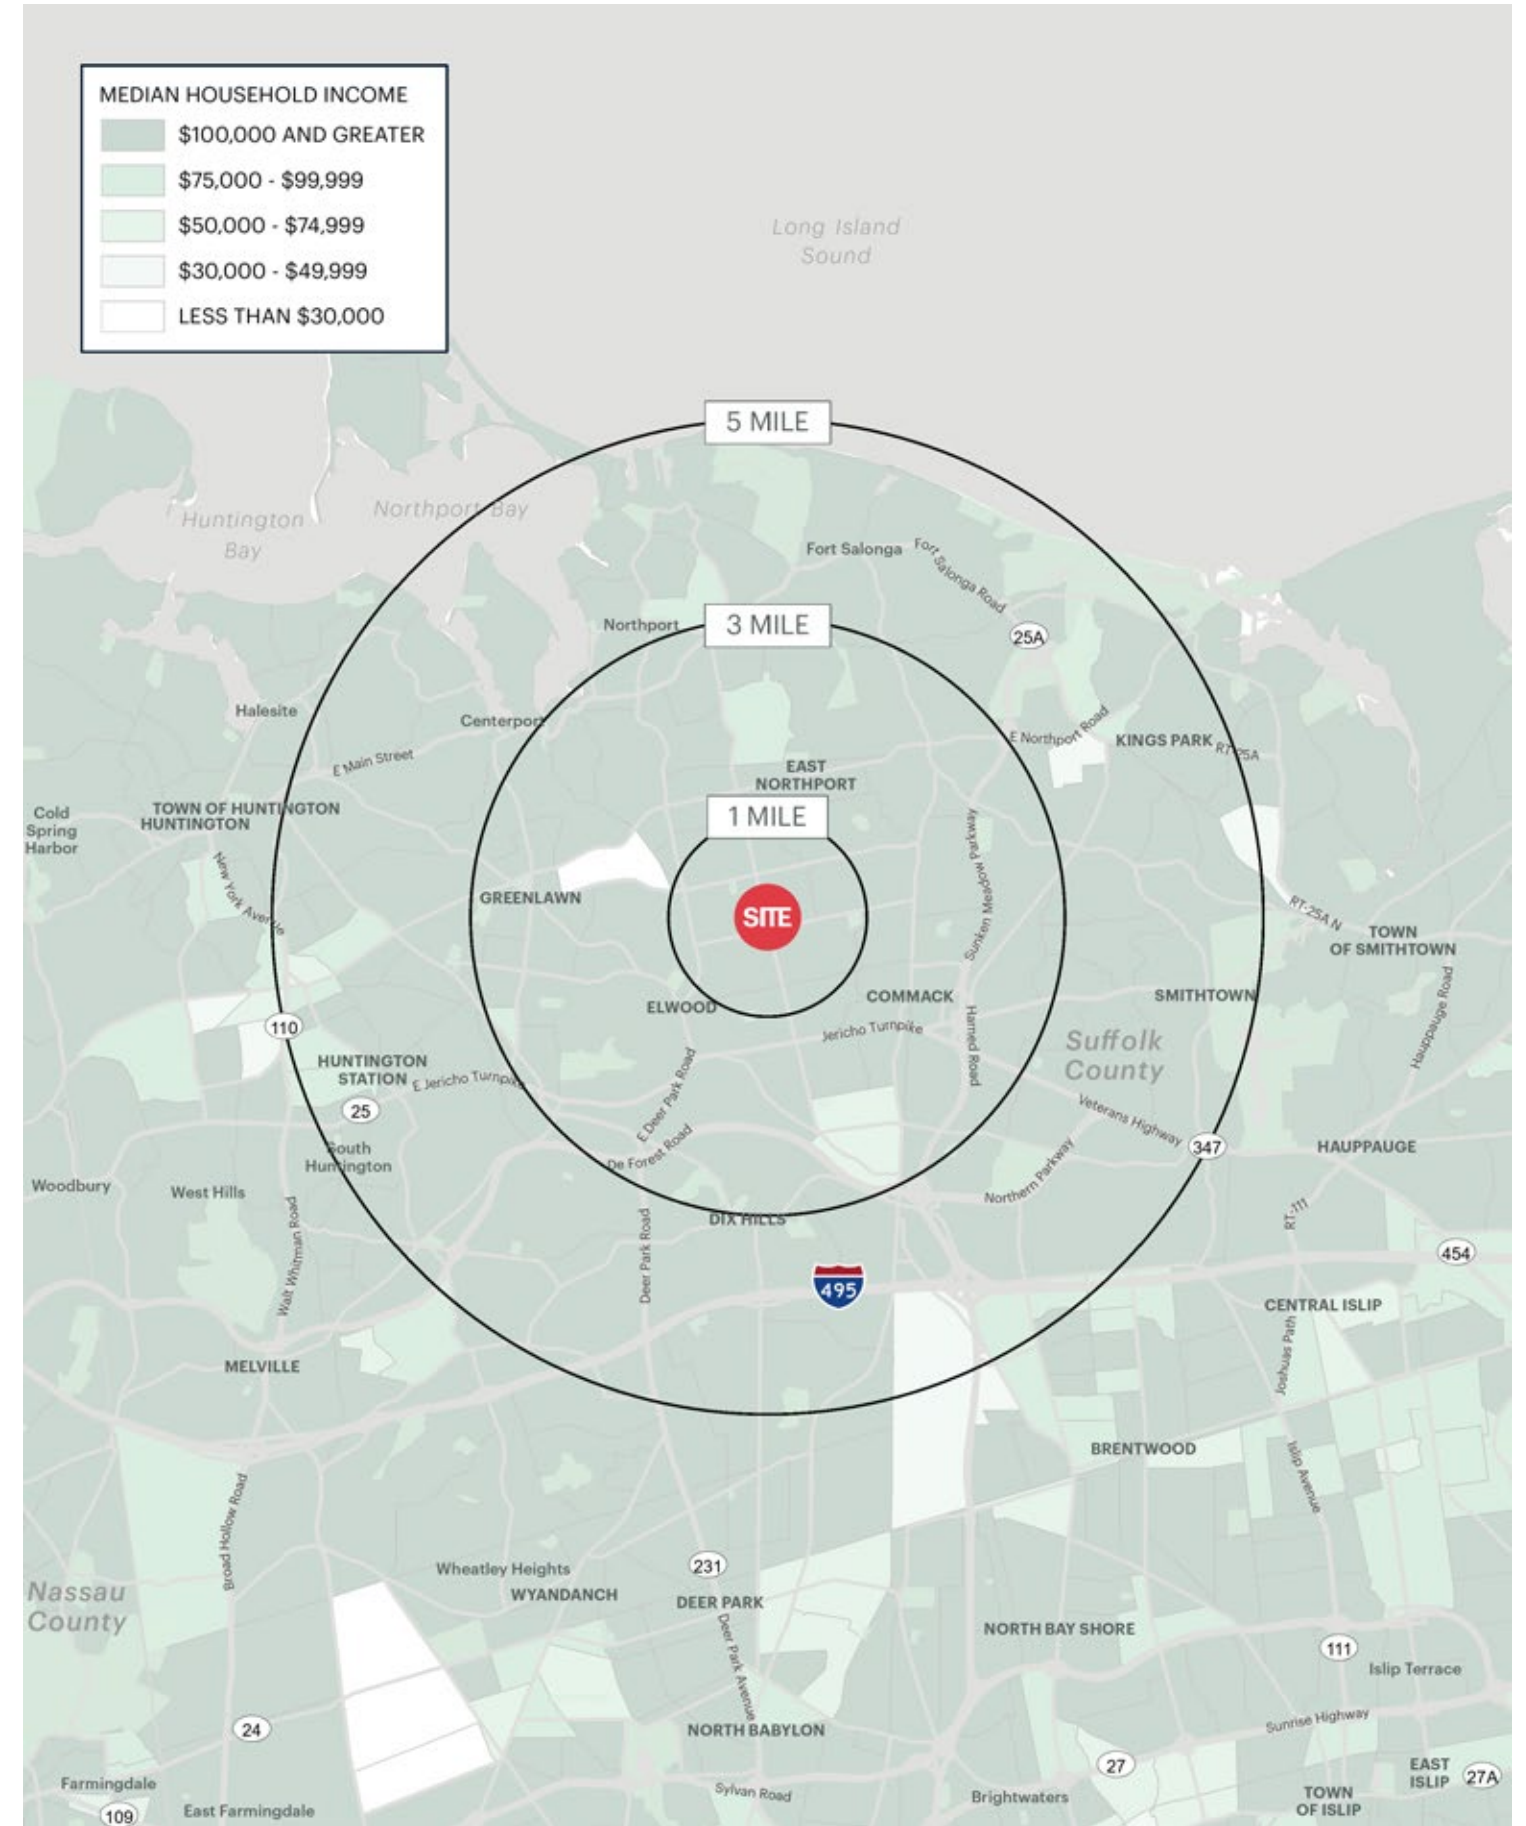 MEDIAN HOUSEHOLD INCOME
$100,000 AND GREATER
$75,000 - $99,999
$50,000 - $74,999
$30,000 - $49,999
LESS THAN $30,000
Long Island
Sound
5 MILE
Northport Bay
Huntington
Bay
Fort Salonga
Fort Salonga Road
Northport
3 MILE
25A
Halesite
Centerport
E Northport Road
KINGS PARK
RT-25A
E Main Street
EAST
NORTHPORT
Cold
Spring
Harbor
TOWN OF HUNTINGTON
HUNTINGTON
1 MILE
Sunken Meadow Parkway
New York Avenue
GREENLAWN
SITE
RT-25A N
TOWN
OF SMITHTOWN
ELWOOD
COMMACK
SMITHTOWN
Hauppauge Road
110
Jericho Turnpike
Harned Road
Suffolk
County
HUNTINGTON
STATION
E Jericho Turnpike
25
E Deer Park Road
Veterans Highway
South
Huntington
De Forest Road
347
HAUPPAUGE
Woodbury
West Hills
Northern Parkway
Walt Whitman Road
Deer Park Road
DIX HILLS
RT-111
454
495
CENTRAL ISLIP
MELVILLE
Joshuas Path
BRENTWOOD
Islip Avenue
Broad Hollow Road
Nassau
County
Wheatley Heights
WYANDANCH
231
DEER PARK
Deer Park Avenue
NORTH BAY SHORE
111
Islip Terrace
24
NORTH BABYLON
Sunrise Highway
Farmingdale
109
East Farmingdale
Sylvan Road
Brightwaters
27
TOWN
OF ISLIP
EAST
ISLIP
27A